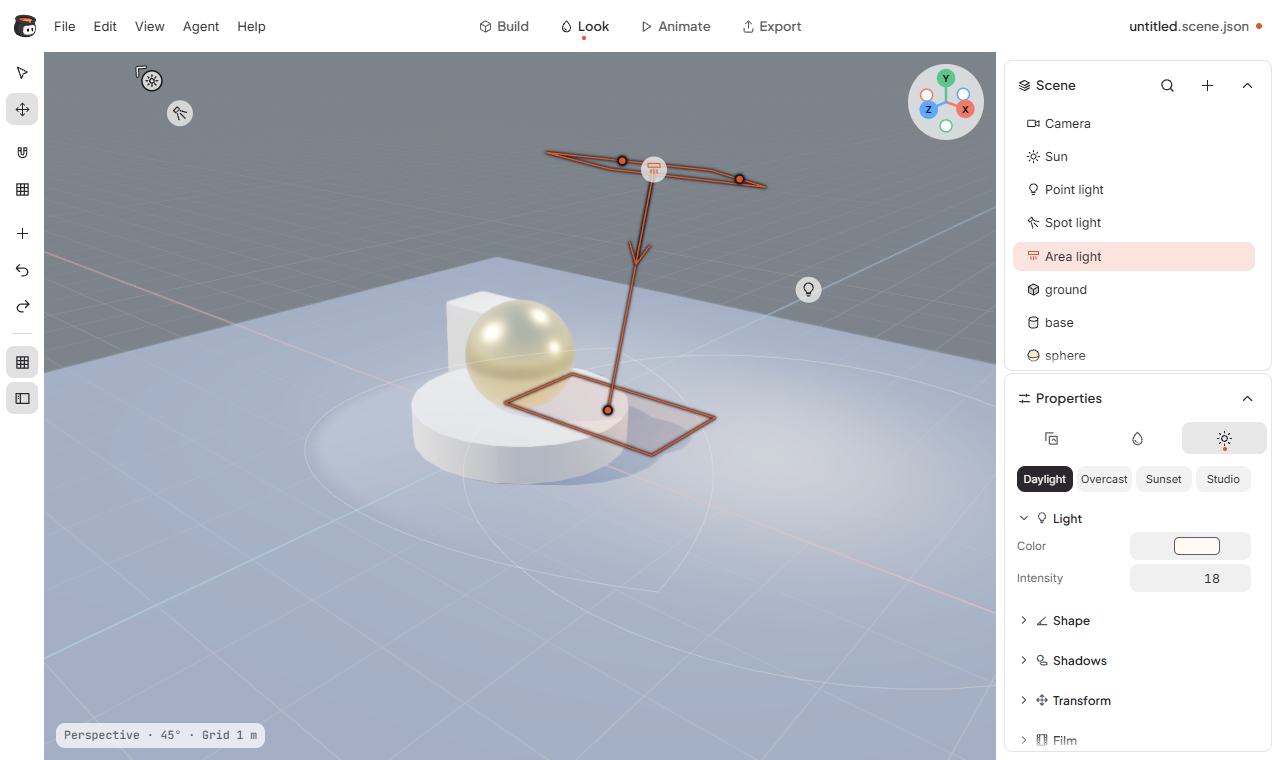 File Edit View Agent Help
Build Look Animate Export
untitled.scene.json
Y
Z X
Scene
Camera
Sun
Point light
Spot light
Area light
ground
base
sphere
Properties
Daylight Overcast Sunset Studio
Light
Color
Intensity 18
Shape
Shadows
Transform
Film
Perspective · 45° · Grid 1 m